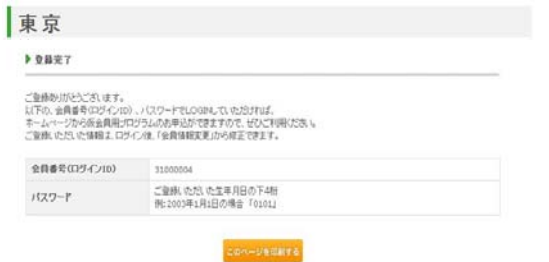 東京
登録完了
ご登録ありがとうございます。
以下の、会員番号(ログインID)、パスワードでLOGINしていただければ、
ホームページから仮会員用プログラムのお申込ができますので、ぜひご利用ください。
ご登録いただいた情報は、ログイン後、「会員情報変更」から修正できます。
会員番号(ログインID) 31000004
パスワード ご登録いただいた生年月日の下4桁
例:2003年1月1日の場合「0101」
このページを印刷する